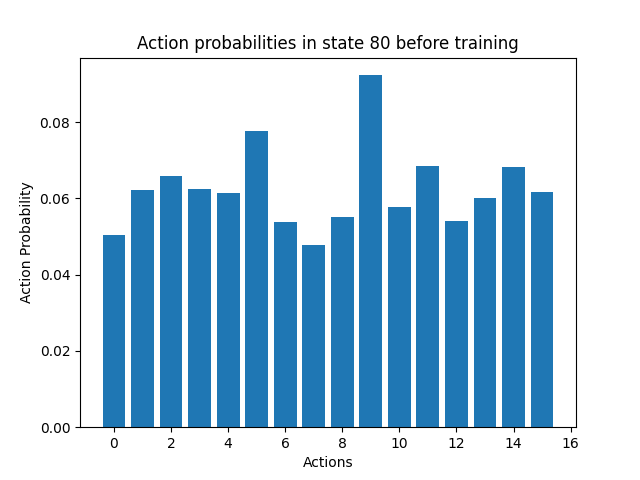 Action probabilities in state 80 before training
Action Probability
0.08
0.06
0.04
0.02
0.00
0 2 4 6 8 10 12 14 16
Actions